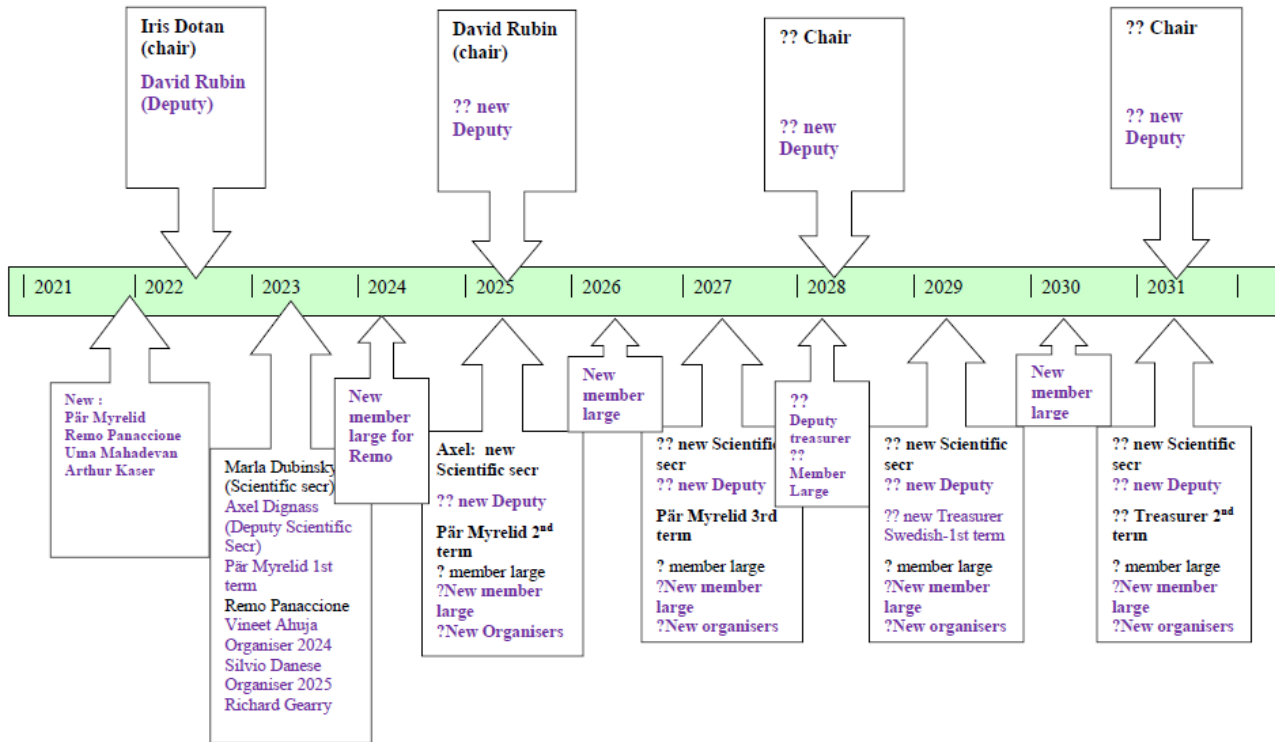 Iris Dotan
(chair)
David Rubin
(Deputy)
David Rubin
(chair)
?? new
Deputy
?? Chair
?? new
Deputy
?? Chair
?? new
Deputy
2021
2022
2023
2024
2025
2026
2027
2028
2029
2030
2031
New :
Pär Myrelid
Remo Panaccione
Uma Mahadevan
Arthur Kaser
Marla Dubinsky
(Scientific secr)
Axel Dignass
(Deputy Scientific
Secr)
Pär Myrelid 1st
term
Remo Panaccione
Vineet Ahuja
Organiser 2024
Silvio Danese
Organiser 2025
Richard Gearry
New
member
large for
Remo
Axel: new
Scientific secr
?? new Deputy
Pär Myrelid 2nd
term
? member large
?New member
large
?New Organisers
New
member
large
?? new Scientific
secr
?? new Deputy
Pär Myrelid 3rd
term
? member large
?New member
large
?New organisers
??
Deputy
treasurer
??
Member
Large
?? new Scientific
secr
?? new Deputy
?? new Treasurer
Swedish-1st term
? member large
?New member
large
?New organisers
New
member
large
?? new Scientific
secr
?? new Deputy
?? Treasurer 2nd
term
? member large
?New member
large
?New organisers